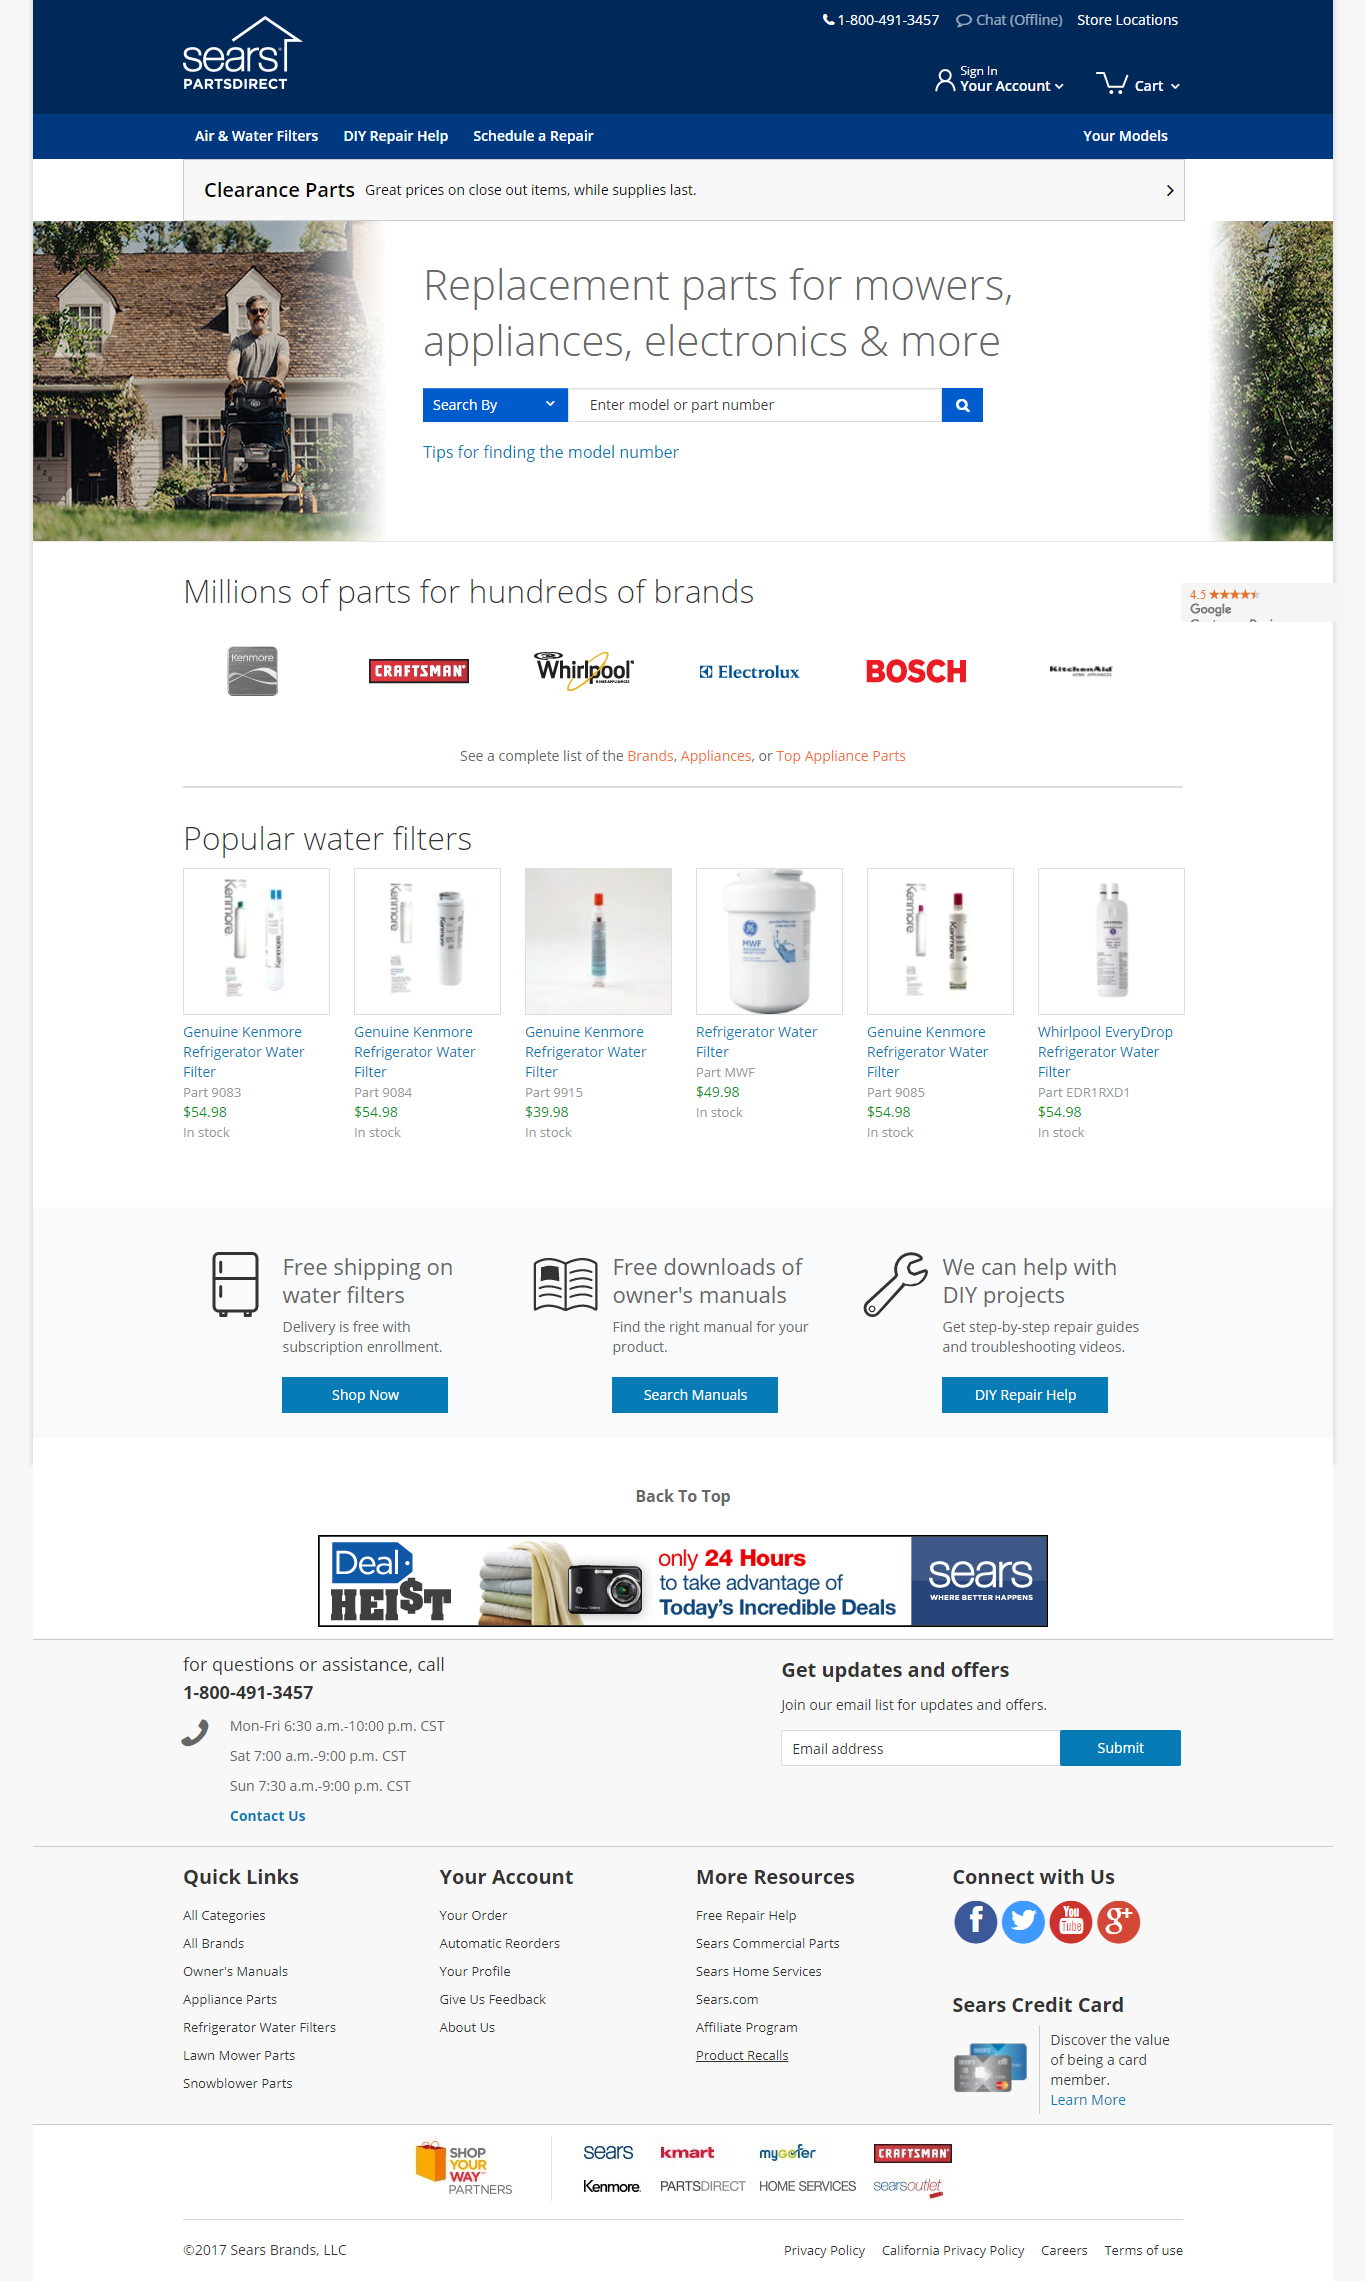 1-800-491-3457 Chat (Offline) Store Locations
sears
PARTSDIRECT
Sign In
Your Account
Cart
Air & Water Filters DIY Repair Help Schedule a Repair Your Models
Clearance Parts Great prices on close out items, while supplies last.
Replacement parts for mowers,
appliances, electronics & more
Search By
Enter model or part number
Tips for finding the model number
Millions of parts for hundreds of brands
4.5
Google
Kenmore CRAFTSMAN Whirlpool Electrolux BOSCH KitchenAid
HOME APPLIANCES HOME APPLIANCES
See a complete list of the Brands, Appliances, or Top Appliance Parts
Popular water filters
Kenmore
Kenmore
Kenmore
Kenmore
MWF
Kenmore
Kenmore
Genuine Kenmore
Refrigerator Water
Filter
Part 9083
$54.98
In stock
Genuine Kenmore
Refrigerator Water
Filter
Part 9084
$54.98
In stock
Genuine Kenmore
Refrigerator Water
Filter
Part 9915
$39.98
In stock
Refrigerator Water
Filter
Part MWF
$49.98
In stock
Genuine Kenmore
Refrigerator Water
Filter
Part 9085
$54.98
In stock
Whirlpool EveryDrop
Refrigerator Water
Filter
Part EDR1RXD1
$54.98
In stock
Free shipping on
water filters
Delivery is free with
subscription enrollment.
Shop Now
Free downloads of
owner's manuals
Find the right manual for your
product.
Search Manuals
We can help with
DIY projects
Get step-by-step repair guides
and troubleshooting videos.
DIY Repair Help
Back To Top
Deal
HEI$T
only 24 Hours
to take advantage of
Today's Incredible Deals
sears
WHERE BETTER HAPPENS
for questions or assistance, call
1-800-491-3457
Mon-Fri 6:30 a.m.-10:00 p.m. CST
Sat 7:00 a.m.-9:00 p.m. CST
Sun 7:30 a.m.-9:00 p.m. CST
Contact Us
Get updates and offers
Join our email list for updates and offers.
Email address
Submit
Quick Links
All Categories
All Brands
Owner's Manuals
Appliance Parts
Refrigerator Water Filters
Lawn Mower Parts
Snowblower Parts
Your Account
Your Order
Automatic Reorders
Your Profile
Give Us Feedback
About Us
More Resources
Free Repair Help
Sears Commercial Parts
Sears Home Services
Sears.com
Affiliate Program
Product Recalls
Connect with Us
f You Tube g+
Sears Credit Card
Discover the value
of being a card
member.
Learn More
SHOP
YOUR
WAY
PARTNERS
sears kmart mygofer CRAFTSMAN
Kenmore PARTSDIRECT HOME SERVICES searsoutlet
©2017 Sears Brands, LLC
Privacy Policy California Privacy Policy Careers Terms of use